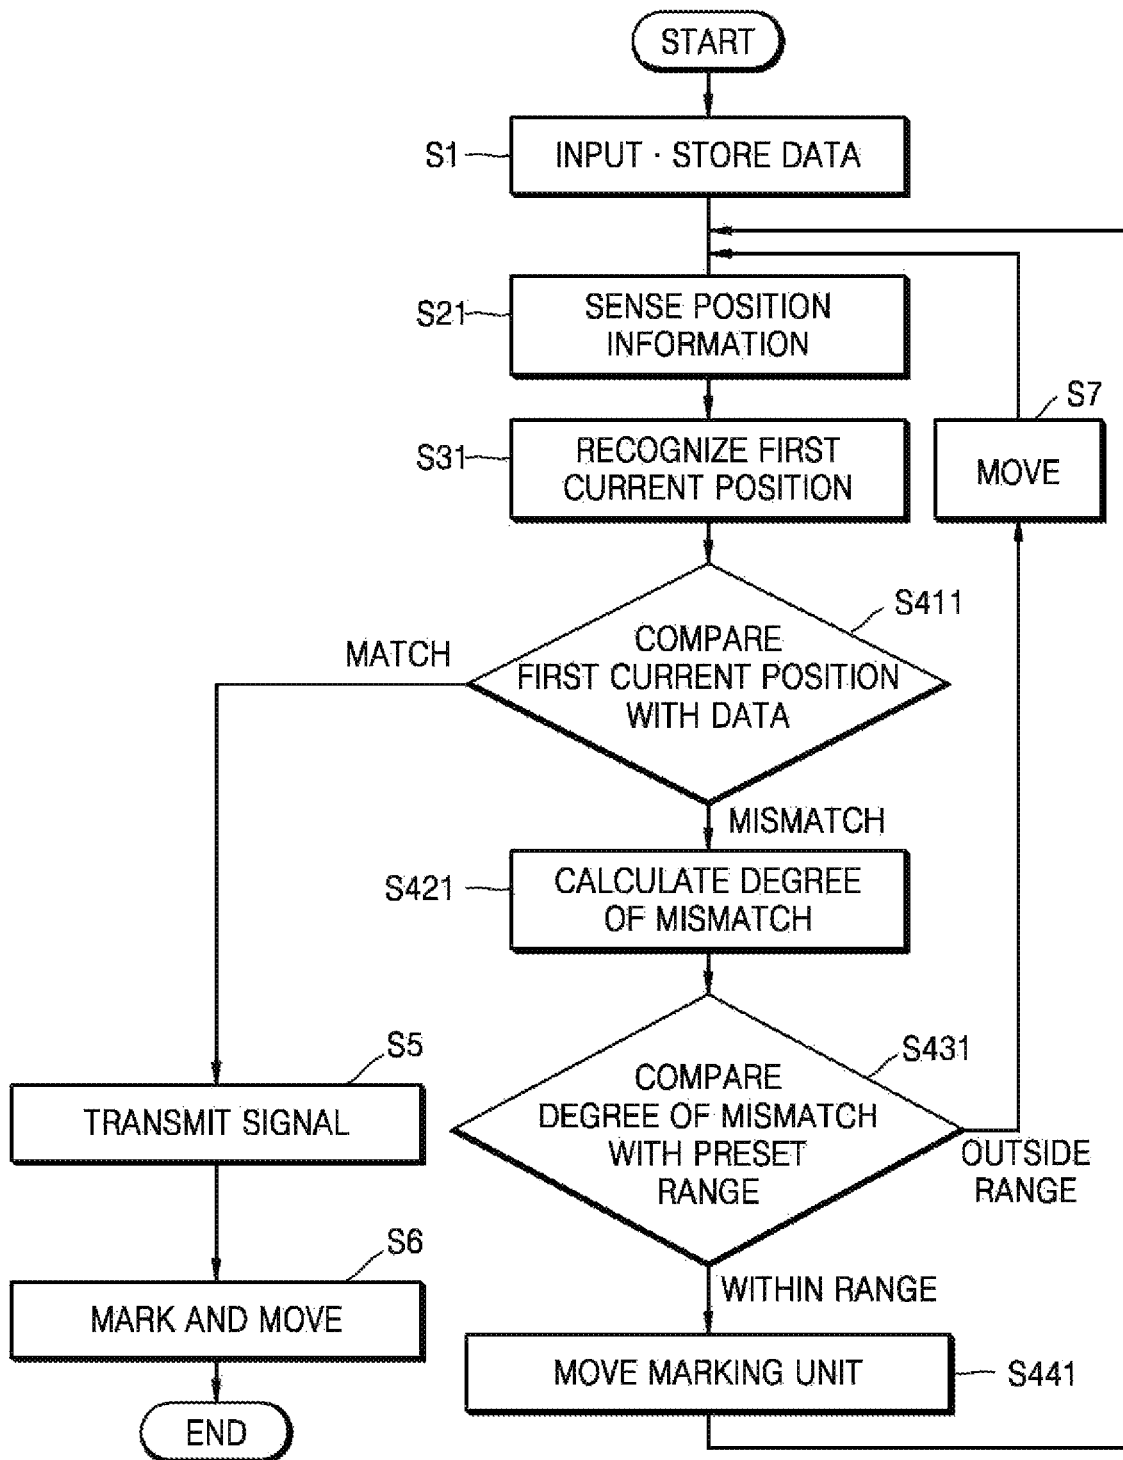 START
S1
INPUT · STORE DATA
S21
SENSE POSITION
INFORMATION
S31
RECOGNIZE FIRST
CURRENT POSITION
S7
MOVE
S411
COMPARE
FIRST CURRENT POSITION
WITH DATA
MATCH
MISMATCH
S421
CALCULATE DEGREE
OF MISMATCH
S431
COMPARE
DEGREE OF MISMATCH
WITH PRESET
RANGE
OUTSIDE
RANGE
S5
TRANSMIT SIGNAL
S6
MARK AND MOVE
END
WITHIN RANGE
MOVE MARKING UNIT
S441